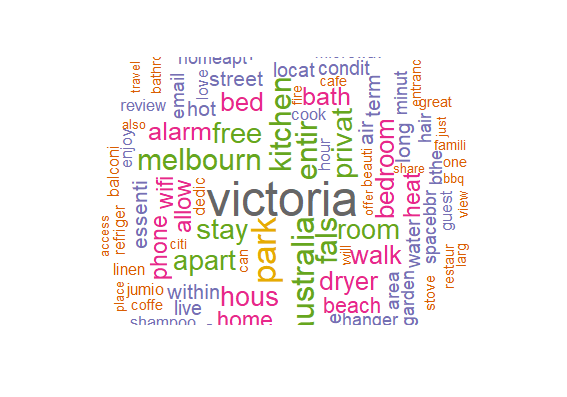 homeapt
travel
bathr
love
street
locat
condit
cafe
fire
entranc
review
email
hot
bed
bath
cook
term
minut
great
also
enjoy
alarm
free
kitchen
entir
hour
privat
air
long
hair
just
famili
melbourn
beauti
bedroom
share
bthe
one
bbq
balconi
essenti
wifi
allow
dedic
victoria
offer
heat
spacebbr
guest
view
access
refriger
phone
citi
stay
park
australia
falls
room
walk
water
restaur
larg
apart
can
will
linen
place
jumio
coffe
within
live
hous
dryer
beach
area
garden
stove
shampoo
home
hanger